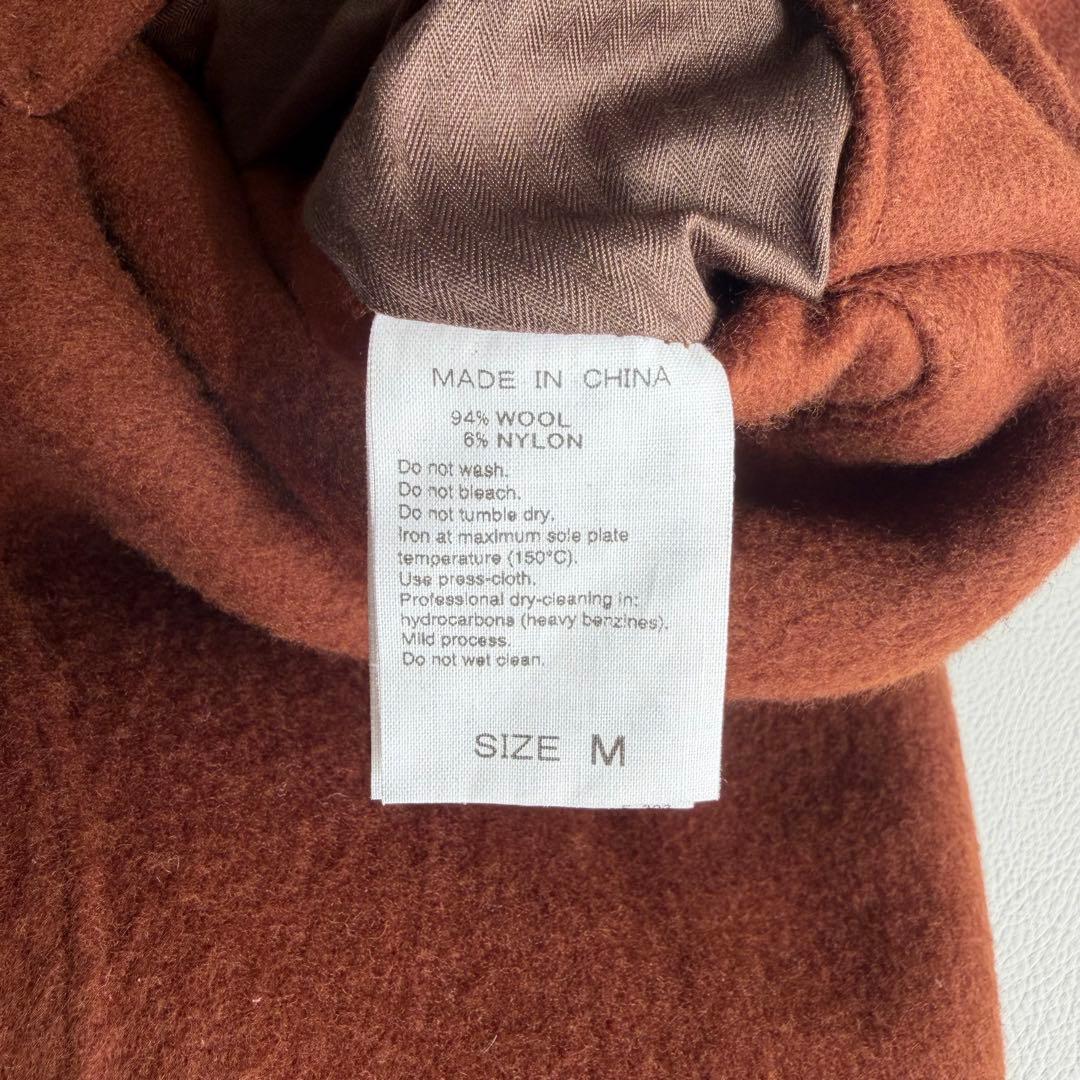 MADE IN CHINA
94% WOOL
6% NYLON
Do not wash.
Do not bleach.
Do not tumble dry.
Iron at maximum sole plate
temperature (150°C).
Use press-cloth.
Professional dry-cleaning in:
hydrocarbons (heavy benzines).
Mild process.
Do not wet clean.
SIZE M